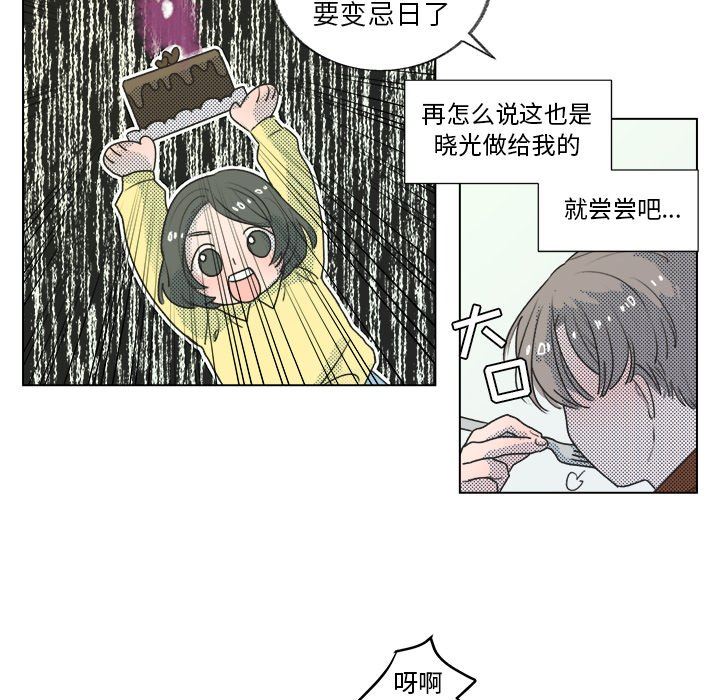 要变忌日了
再怎么说这也是
晓光做给我的
就尝尝吧...
大口
呀啊